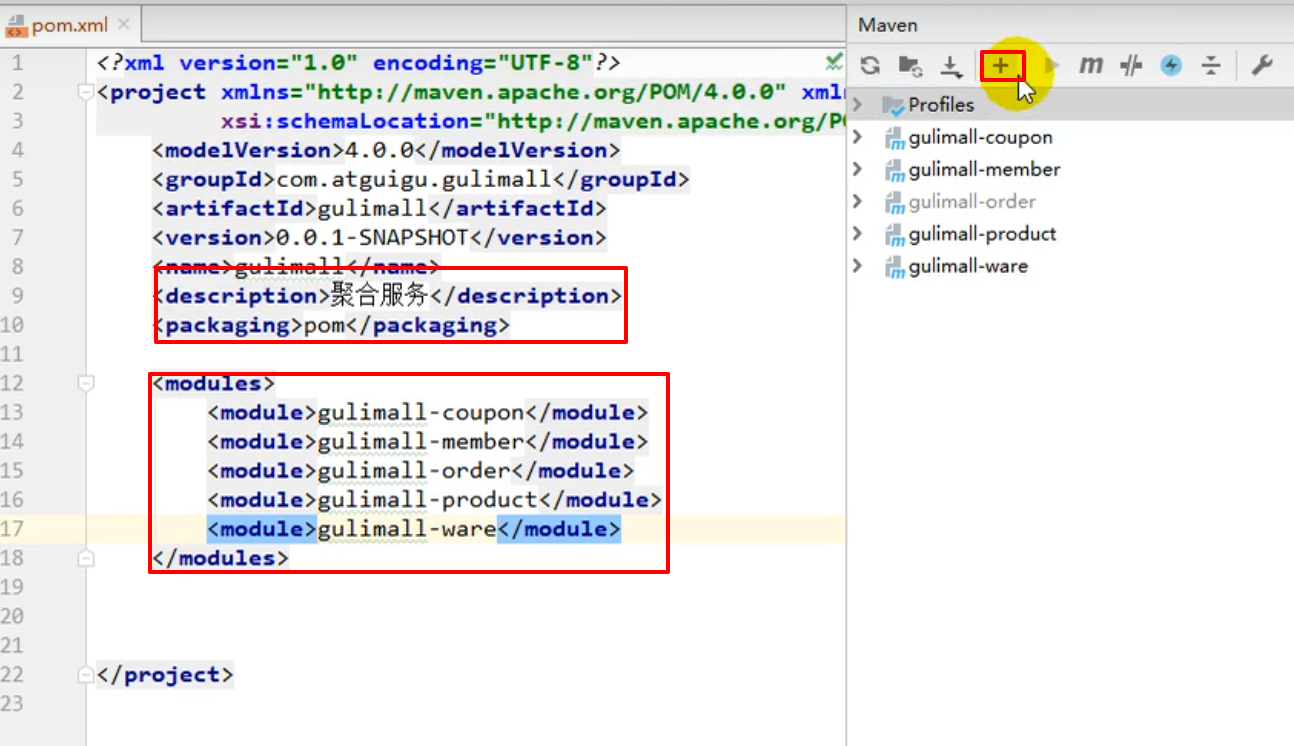 pom.xml
Maven
1 <?xml version="1.0" encoding="UTF-8"?>
2 <project xmlns="http://maven.apache.org/POM/4.0.0" xml
3 xsi:schemaLocation="http://maven.apache.org/PO
4 <modelVersion>4.0.0</modelVersion>
5 <groupId>com.atguigu.gulimall</groupId>
6 <artifactId>gulimall</artifactId>
7 <version>0.0.1-SNAPSHOT</version>
8 <name>gulimall</name>
9 <description>聚合服务</description>
10 <packaging>pom</packaging>
11
12 <modules>
13 <module>gulimall-coupon</module>
14 <module>gulimall-member</module>
15 <module>gulimall-order</module>
16 <module>gulimall-product</module>
17 <module>gulimall-ware</module>
18 </modules>
19
20
21
22 </project>
23
m
Profiles
gulimall-coupon
gulimall-member
gulimall-order
gulimall-product
gulimall-ware